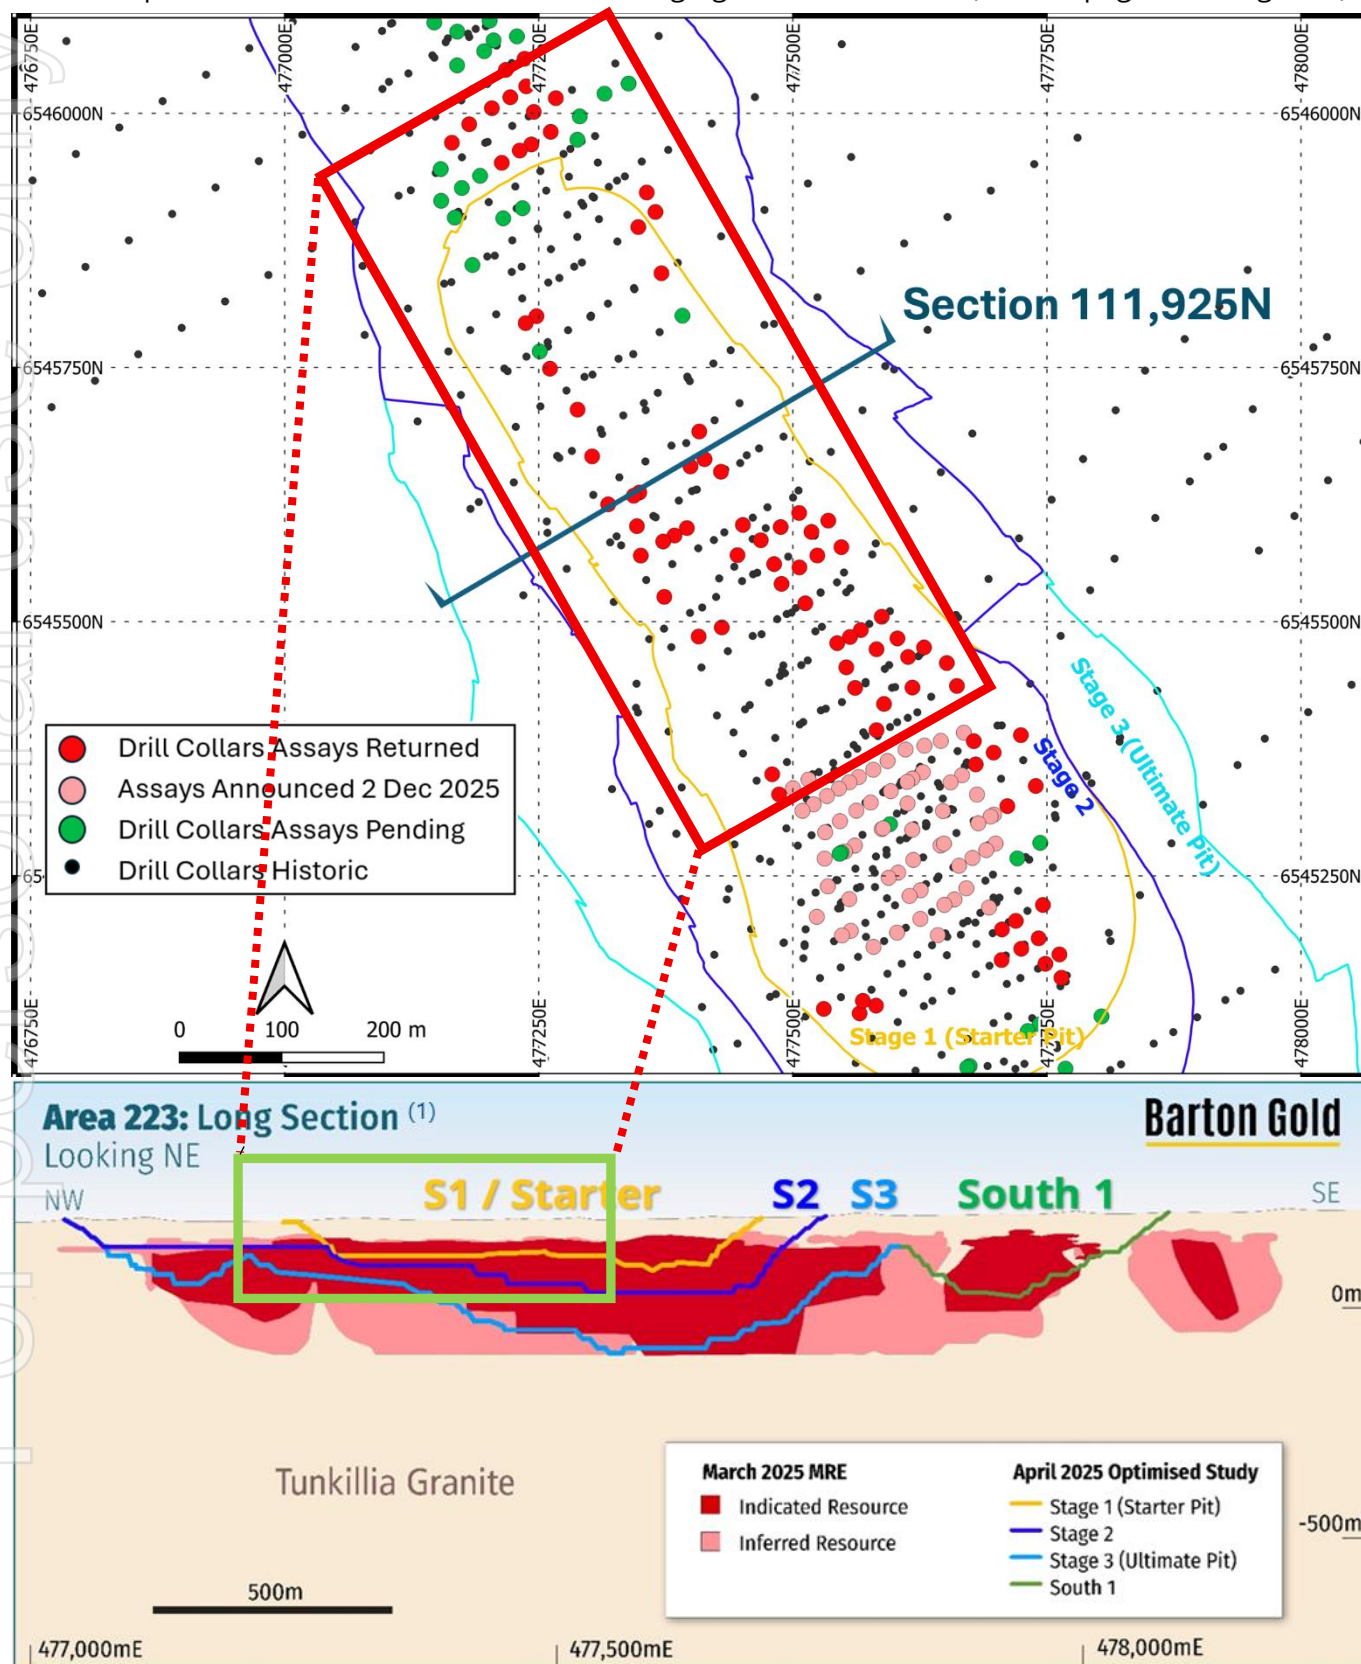 476750E
477000E
477250E
477500E
477750E
478000E
6546000N
6546000N
Section 111,925N
6545750N
6545750N
6545500N
6545500N
Stage 3 (Ultimate Pit)
Stage 2
Drill Collars Assays Returned
Assays Announced 2 Dec 2025
Drill Collars Assays Pending
Drill Collars Historic
65
6545250N
0 100 200 m
Stage 1 (Starter Pit)
476750E
477250E
477500E
477750E
478000E
Area 223: Long Section (1)
Looking NE
NW
Barton Gold
S1 / Starter
S2
S3
South 1
SE
0m
Tunkillia Granite
March 2025 MRE
Indicated Resource
Inferred Resource
April 2025 Optimised Study
Stage 1 (Starter Pit)
Stage 2
Stage 3 (Ultimate Pit)
South 1
-500m
500m
477,000mE
477,500mE
478,000mE